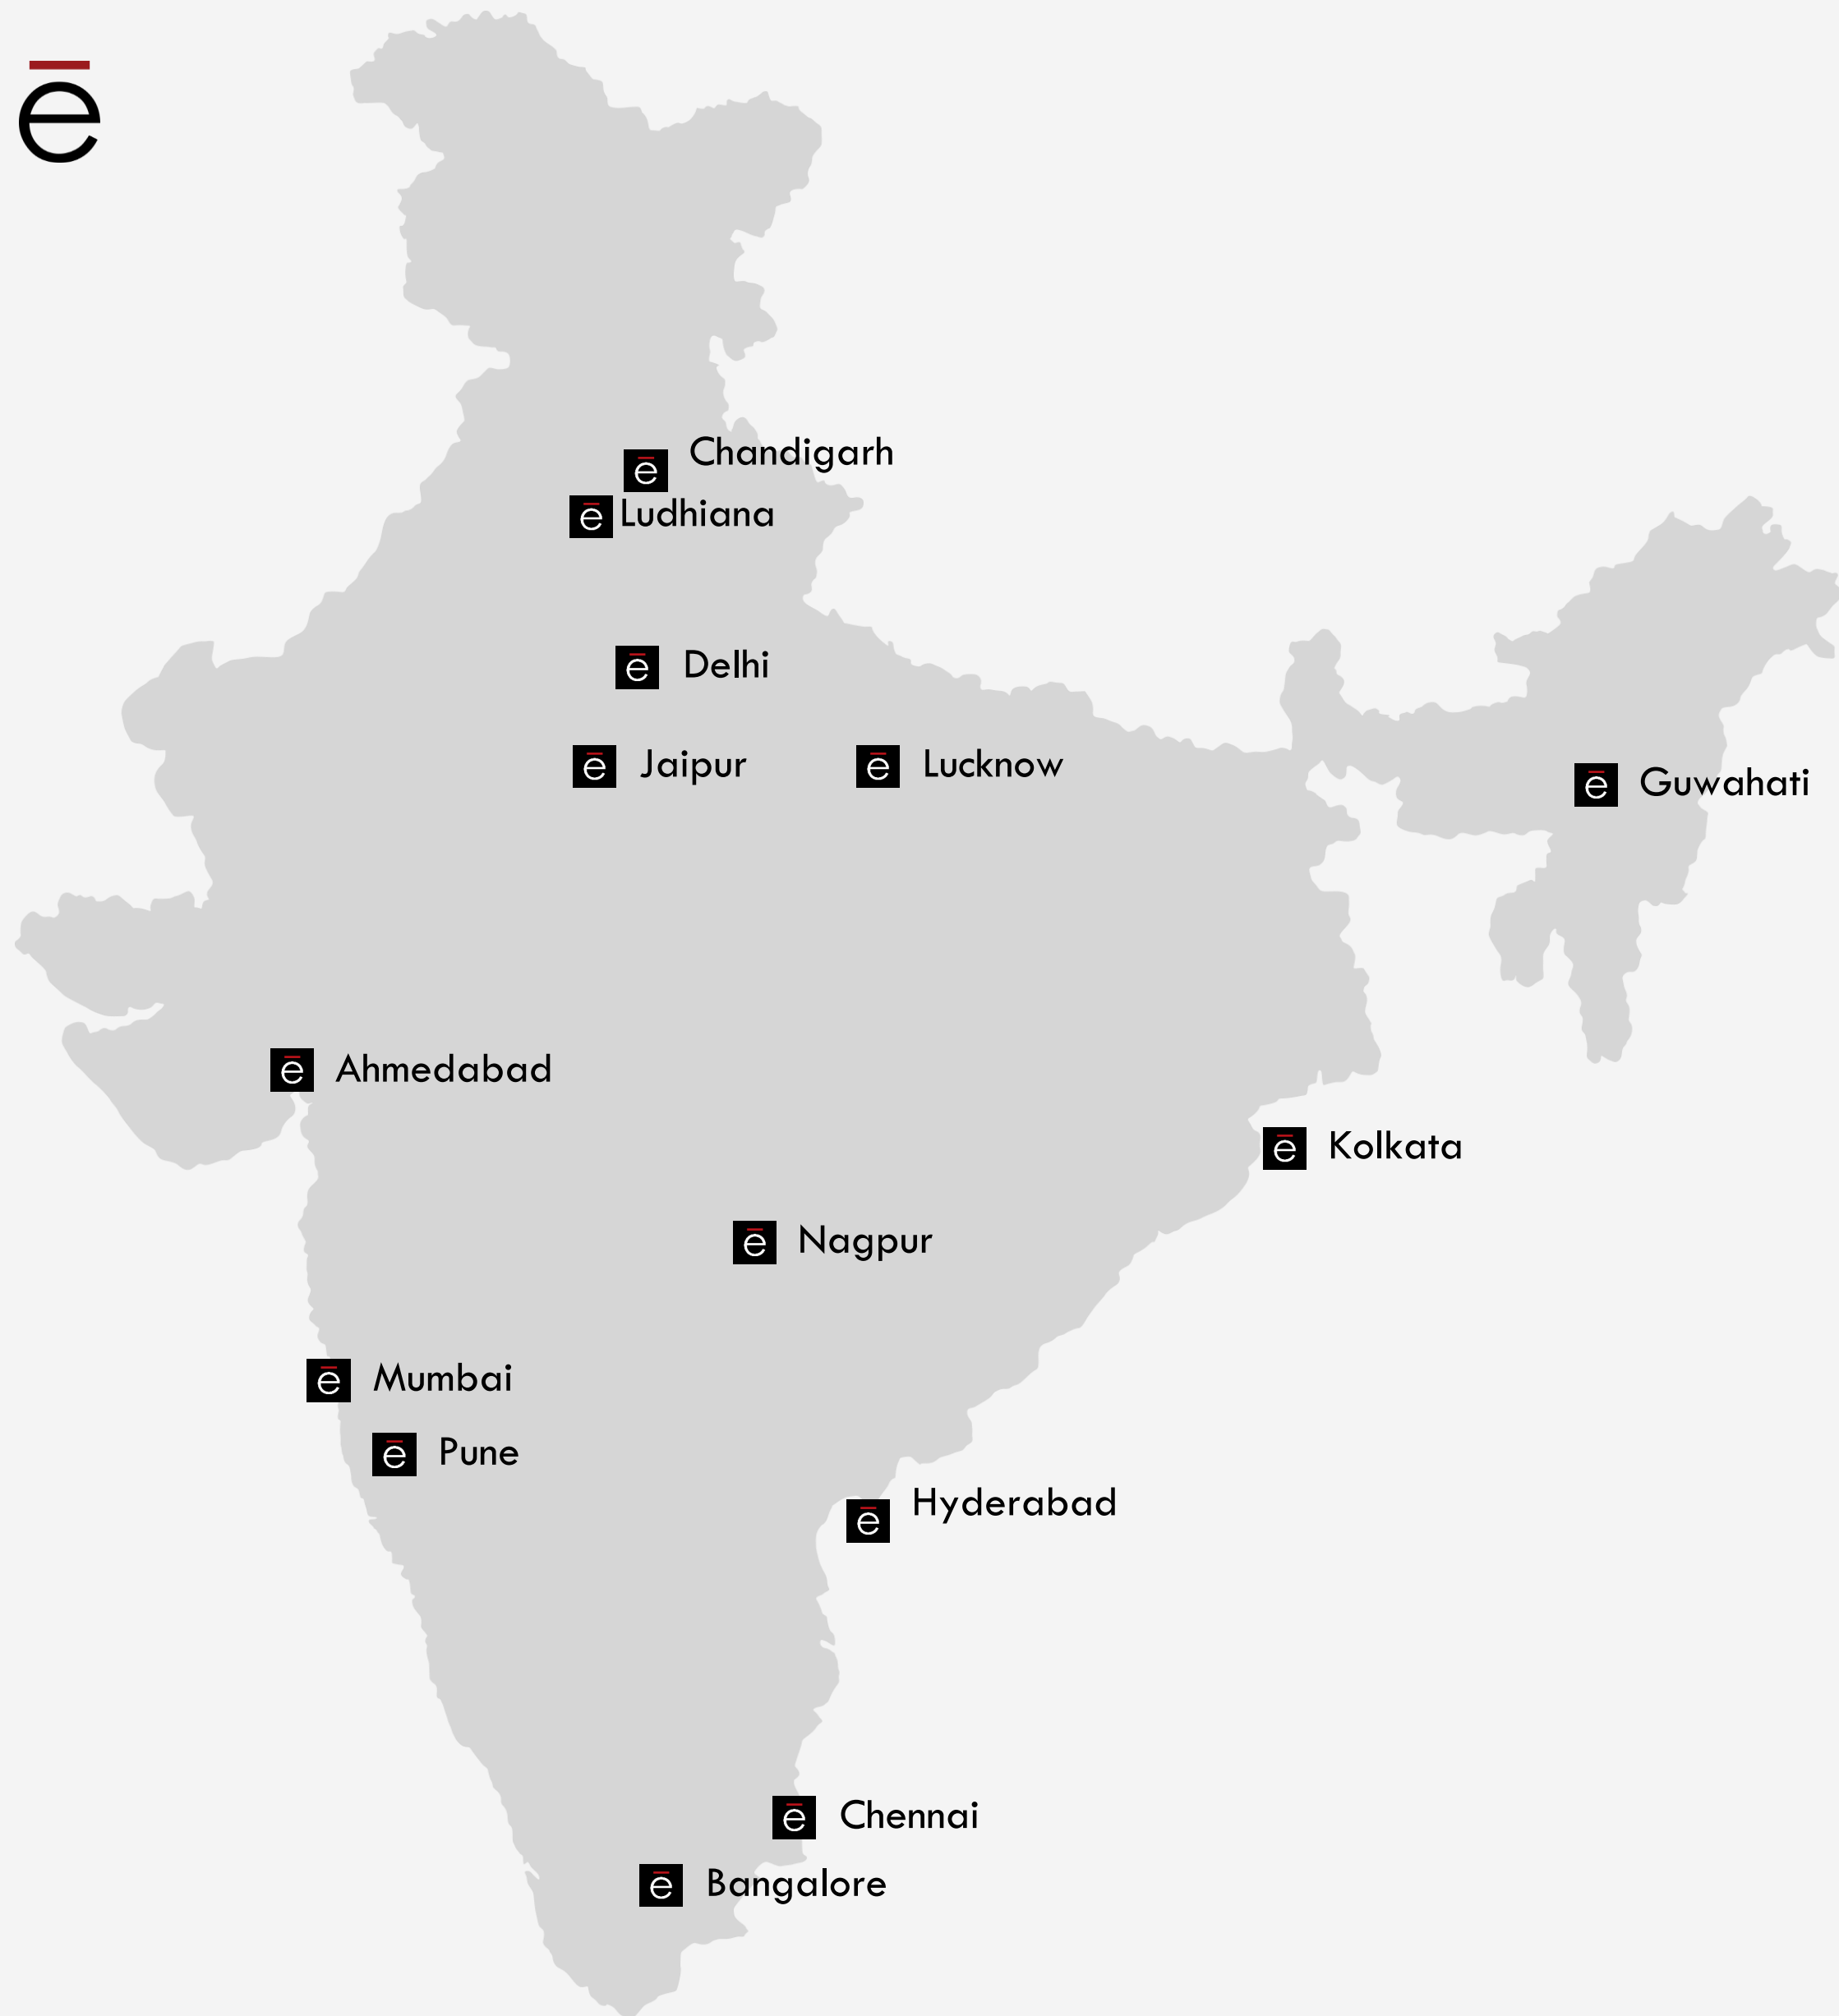 ē
ē Chandigarh
ē Ludhiana
ē Delhi
ē Jaipur
ē Lucknow
ē Guwahati
ē Ahmedabad
ē Kolkata
ē Nagpur
ē Mumbai
ē Pune
ē Hyderabad
ē Chennai
ē Bangalore